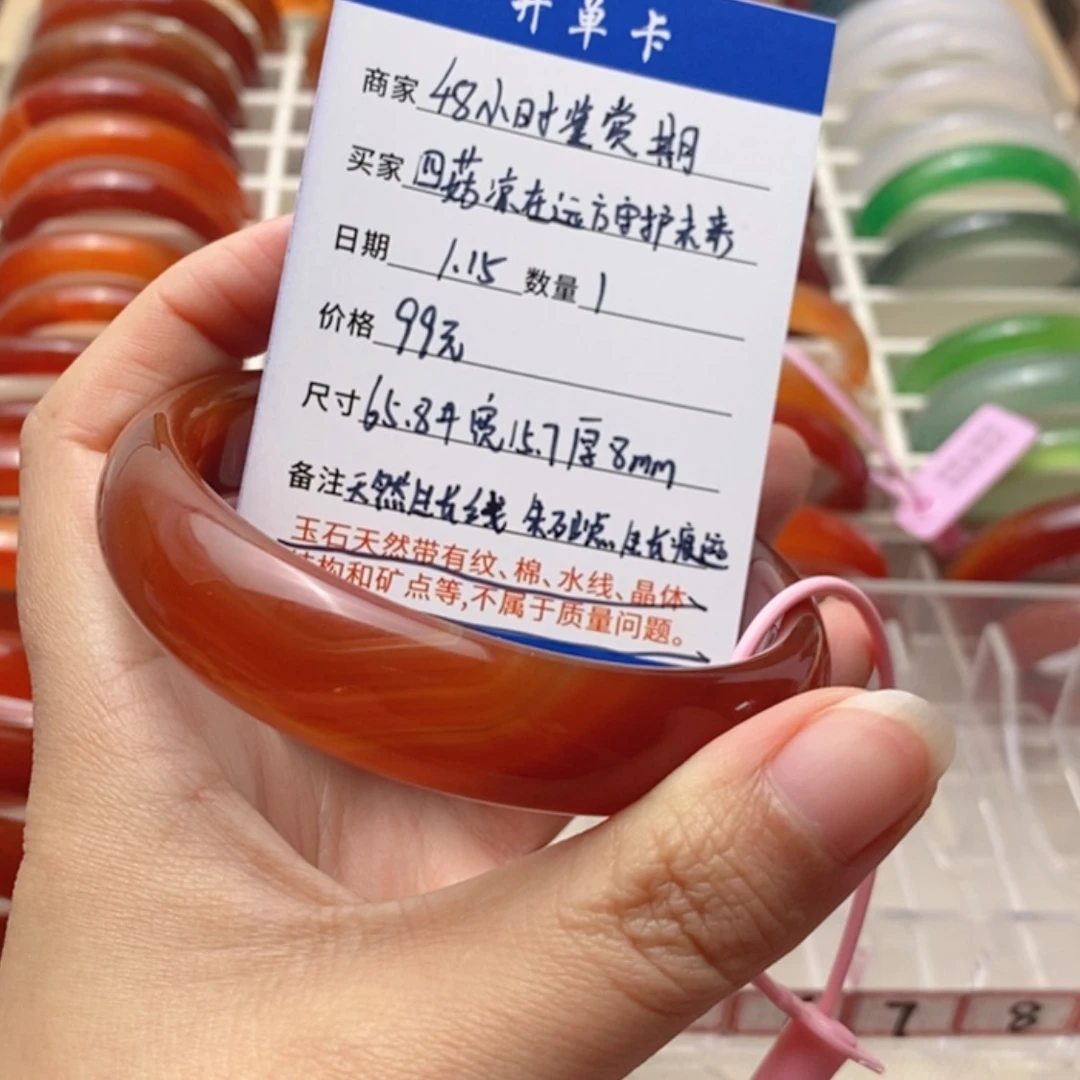 开单卡
商家 48小时鉴赏期
买家 四菇凉在远方守护未来
日期 1.15 数量 1
价格 99元
尺寸 65.8 宽15.7厚8mm
备注 天然生长线 朱砂点 生长痕迹
玉石天然带有纹、棉、水线、晶体
结构和矿点等,不属于质量问题。
7 8